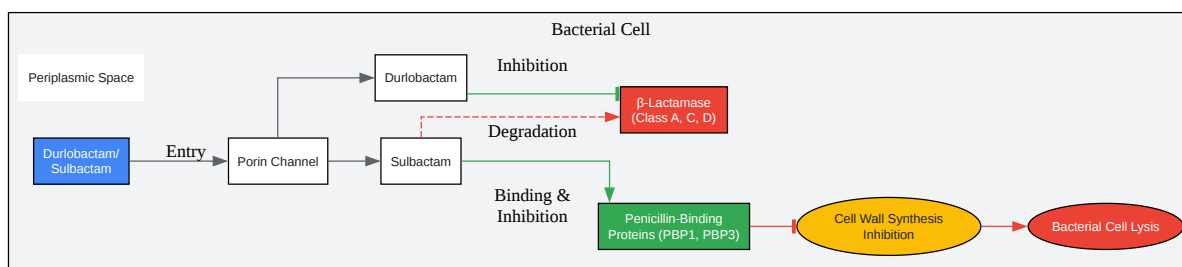 Bacterial Cell
Periplasmic Space
Durlobactam
Inhibition
β-Lactamase
(Class A, C, D)
Degradation
Durlobactam/
Sulbactam
Entry
Porin Channel
Sulbactam
Binding &
Inhibition
Penicillin-Binding
Proteins (PBP1, PBP3)
Cell Wall Synthesis
Inhibition
Bacterial Cell Lysis